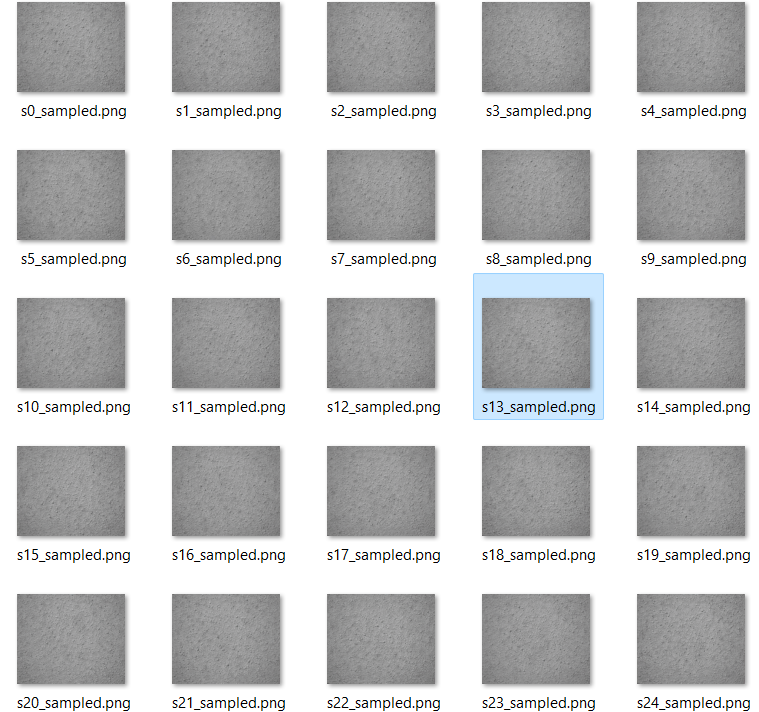 s0_sampled.png s1_sampled.png s2_sampled.png s3_sampled.png s4_sampled.png
s5_sampled.png s6_sampled.png s7_sampled.png s8_sampled.png s9_sampled.png
s10_sampled.png s11_sampled.png s12_sampled.png s13_sampled.png s14_sampled.png
s15_sampled.png s16_sampled.png s17_sampled.png s18_sampled.png s19_sampled.png
s20_sampled.png s21_sampled.png s22_sampled.png s23_sampled.png s24_sampled.png